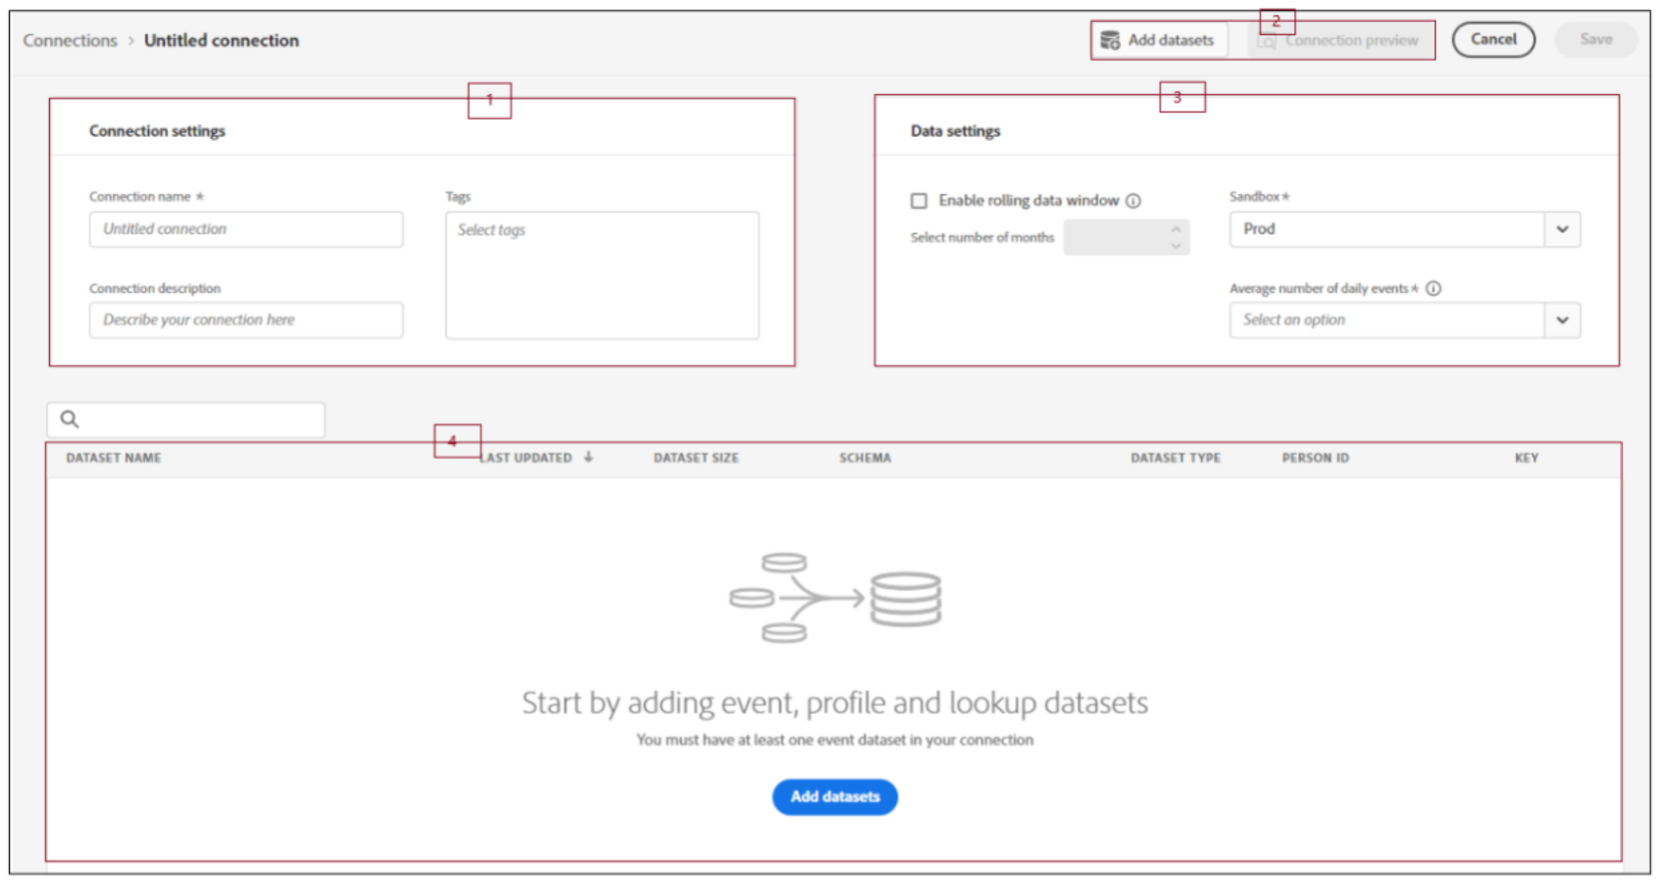 Connections > Untitled connection
2
Add datasets
Connection preview
Cancel
Save
1
Connection settings
Connection name *
Untitled connection
Tags
Select tags
Connection description
Describe your connection here
3
Data settings
Enable rolling data window
Select number of months
Sandbox *
Prod
Average number of daily events *
Select an option
4
DATASET NAME
LAST UPDATED ↓
DATASET SIZE
SCHEMA
DATASET TYPE
PERSON ID
KEY
Start by adding event, profile and lookup datasets
You must have at least one event dataset in your connection
Add datasets